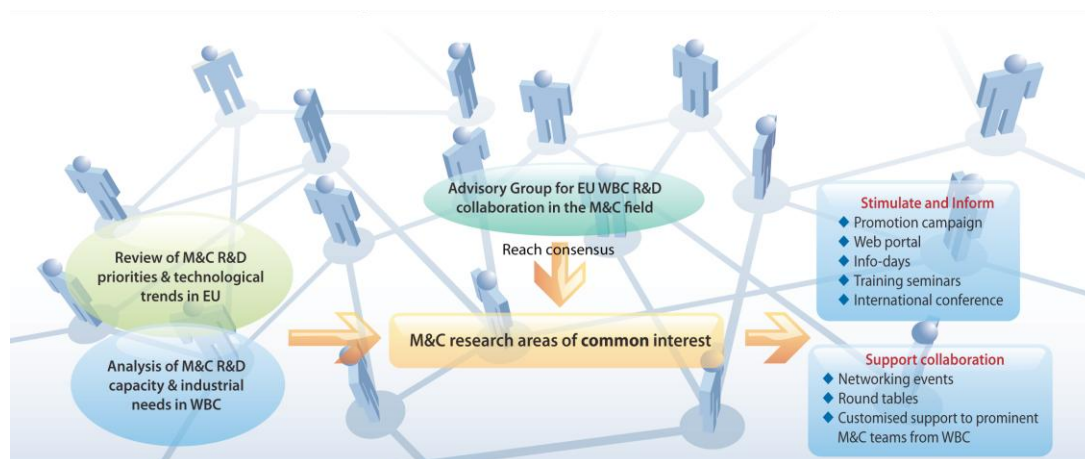 Review of M&C R&D
priorities & technological
trends in EU
Analysis of M&C R&D
capacity & industrial
needs in WBC
Advisory Group for EU WBC R&D
collaboration in the M&C field
Reach consensus
M&C research areas of common interest
Stimulate and Inform
◆ Promotion campaign
◆ Web portal
◆ Info-days
◆ Training seminars
◆ International conference
Support collaboration
◆ Networking events
◆ Round tables
◆ Customised support to prominent
M&C teams from WBC